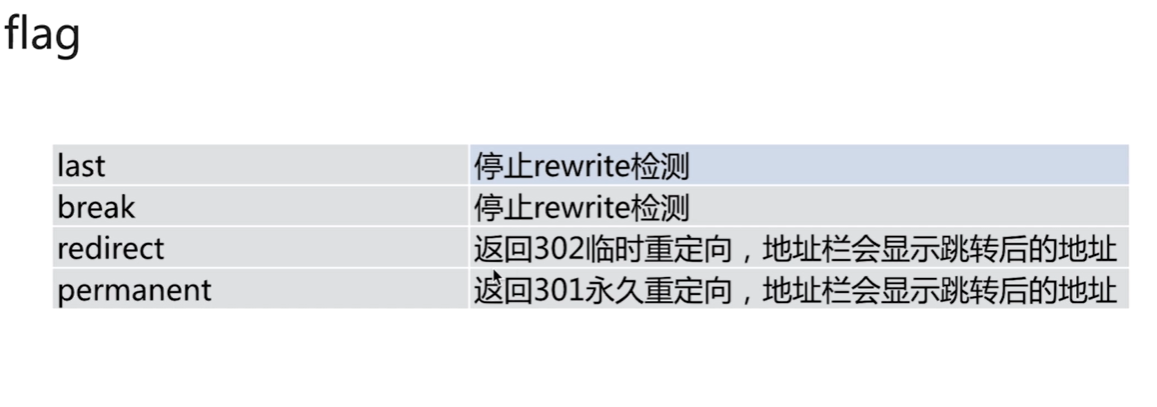 flag
last 停止rewrite检测
break 停止rewrite检测
redirect 返回302临时重定向，地址栏会显示跳转后的地址
permanent 返回301永久重定向，地址栏会显示跳转后的地址